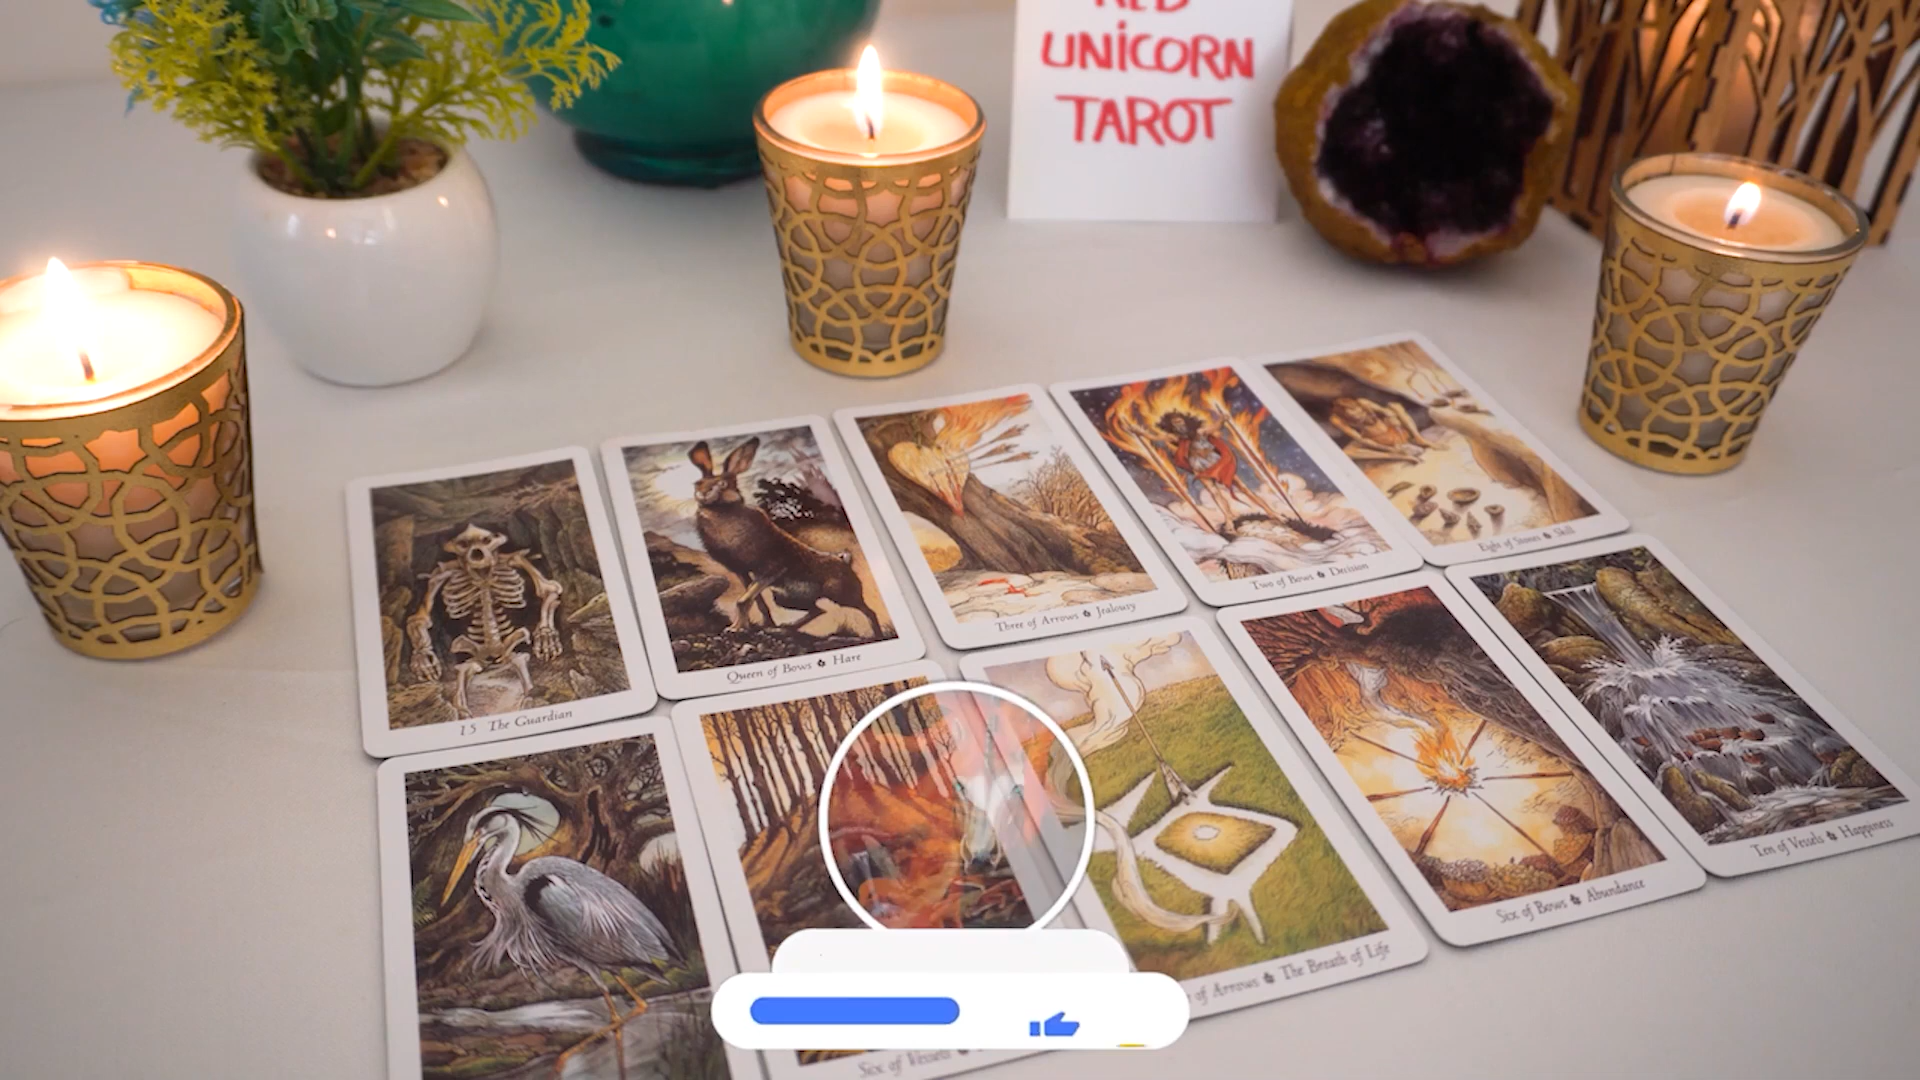 RED
UNICORN
TAROT
Eight of Stones Skill
Two of Bows Decision
Three of Arrows Jealousy
Queen of Bows Hare
15 The Guardian
Ten of Vessels Happiness
Six of Bows Abundance
of Arrows The Breath of Life
Six of Vessels